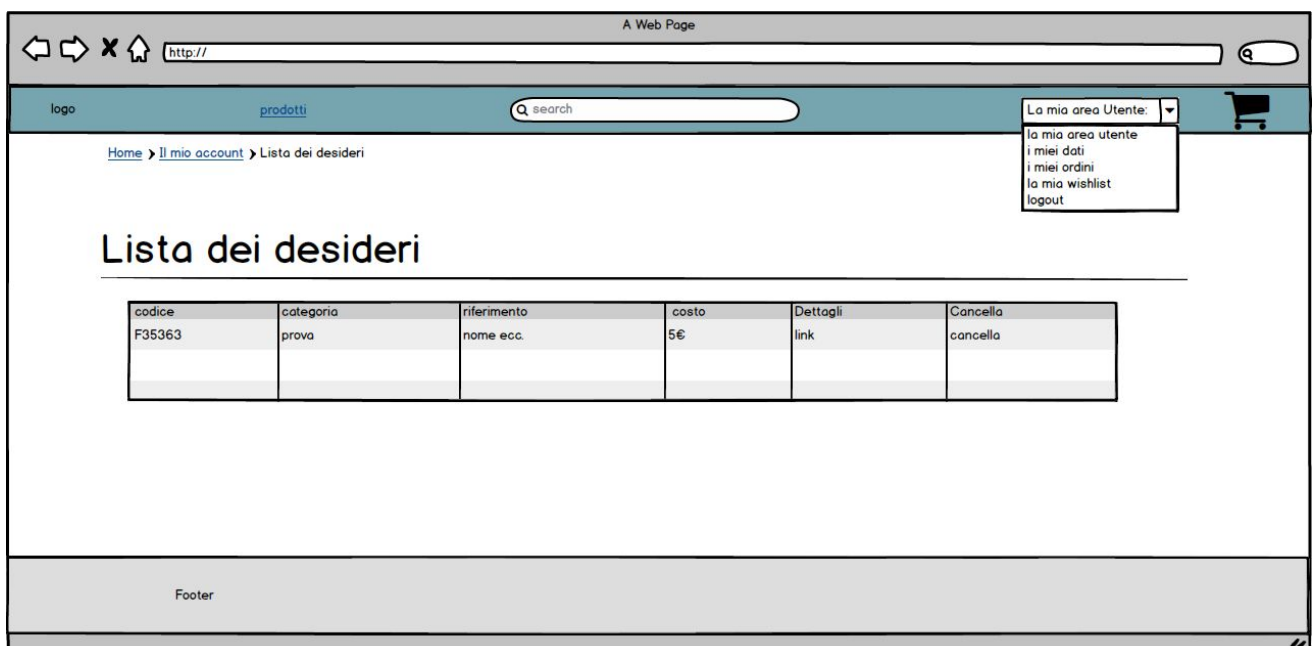 A Web Page
http://
logo prodotti search La mia area Utente:
la mia area utente
i miei dati
i miei ordini
la mia wishlist
logout
Home Il mio account Lista dei desideri
Lista dei desideri
codice categoria riferimento costo Dettagli Cancella
F35363 prova nome ecc. 5€ link cancella
Footer